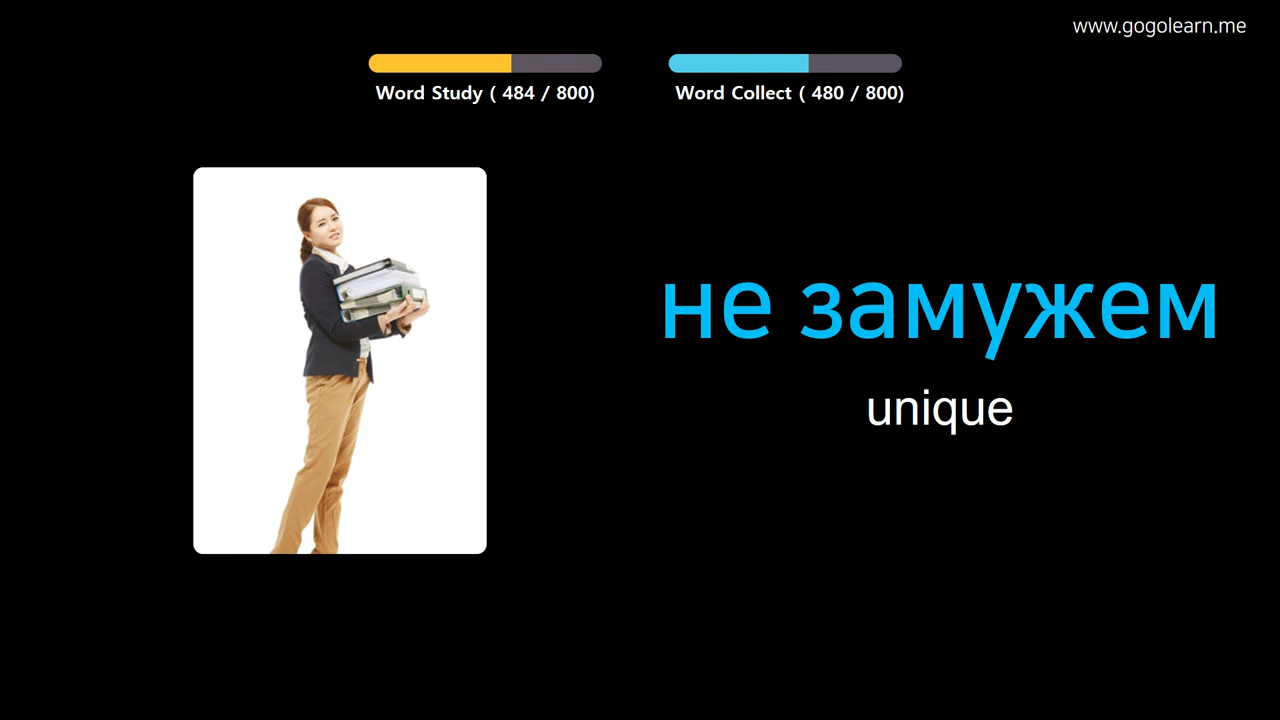 www.gogolearn.me
Word Study ( 484 / 800)
Word Collect ( 480 / 800)
не замужем
unique